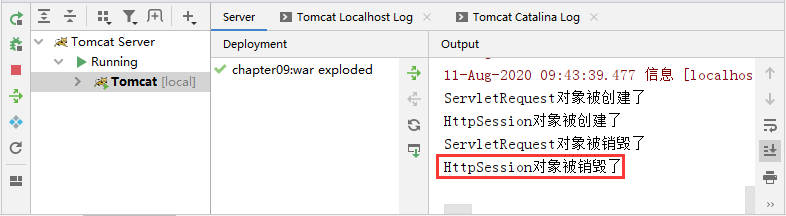 Server
Tomcat Localhost Log
Tomcat Catalina Log
Tomcat Server
Running
Tomcat [local]
Deployment
chapter09:war exploded
Output
11-Aug-2020 09:43:39.477 信息 [localhos
ServletRequest对象被创建了
HttpSession对象被创建了
ServletRequest对象被销毁了
HttpSession对象被销毁了